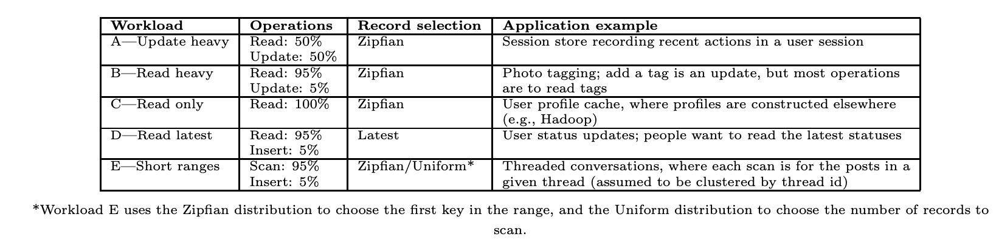 Workload Operations Record selection Application example
A—Update heavy Read: 50% Zipfian Session store recording recent actions in a user session
Update: 50%
B—Read heavy Read: 95% Zipfian Photo tagging; add a tag is an update, but most operations
Update: 5% are to read tags
C—Read only Read: 100% Zipfian User profile cache, where profiles are constructed elsewhere
(e.g., Hadoop)
D—Read latest Read: 95% Latest User status updates; people want to read the latest statuses
Insert: 5%
E—Short ranges Scan: 95% Zipfian/Uniform* Threaded conversations, where each scan is for the posts in a
Insert: 5% given thread (assumed to be clustered by thread id)
*Workload E uses the Zipfian distribution to choose the first key in the range, and the Uniform distribution to choose the number of records to
scan.